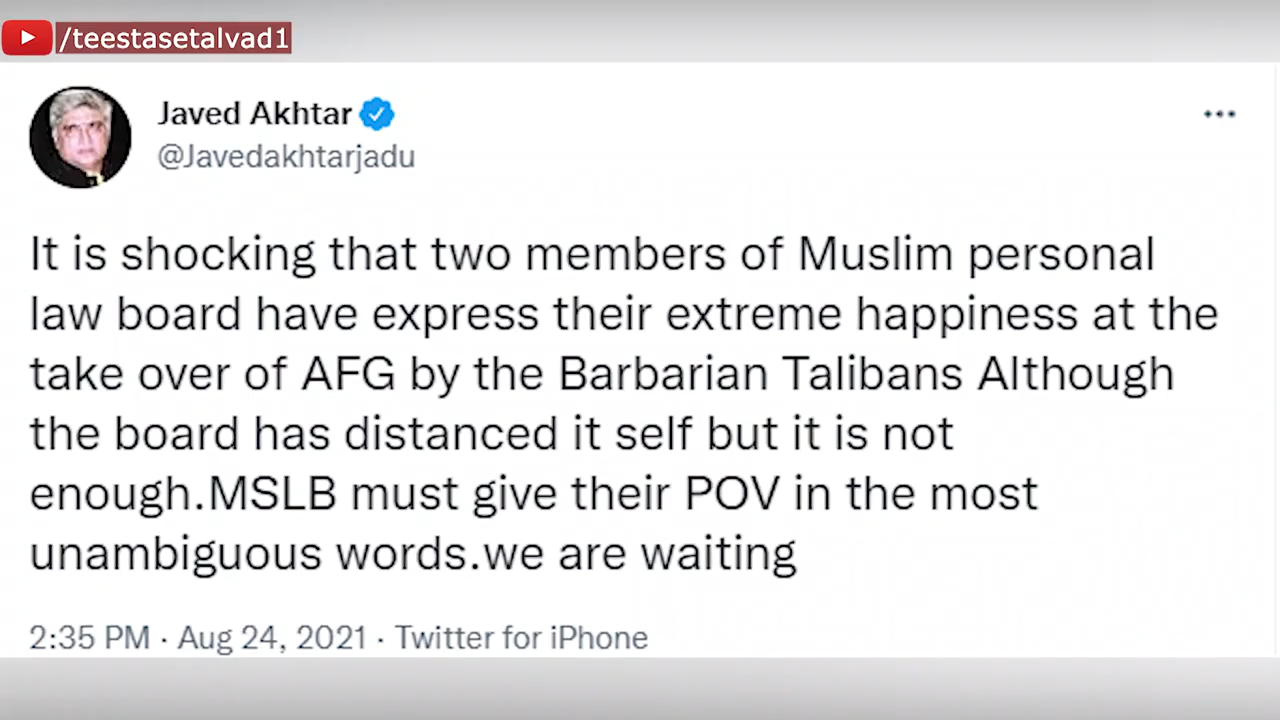 /teestasetalvad1
Javed Akhtar
@Javedakhtarjadu
It is shocking that two members of Muslim personal
law board have express their extreme happiness at the
take over of AFG by the Barbarian Talibans Although
the board has distanced it self but it is not
enough.MSLB must give their POV in the most
unambiguous words.we are waiting
2:35 PM · Aug 24, 2021 · Twitter for iPhone